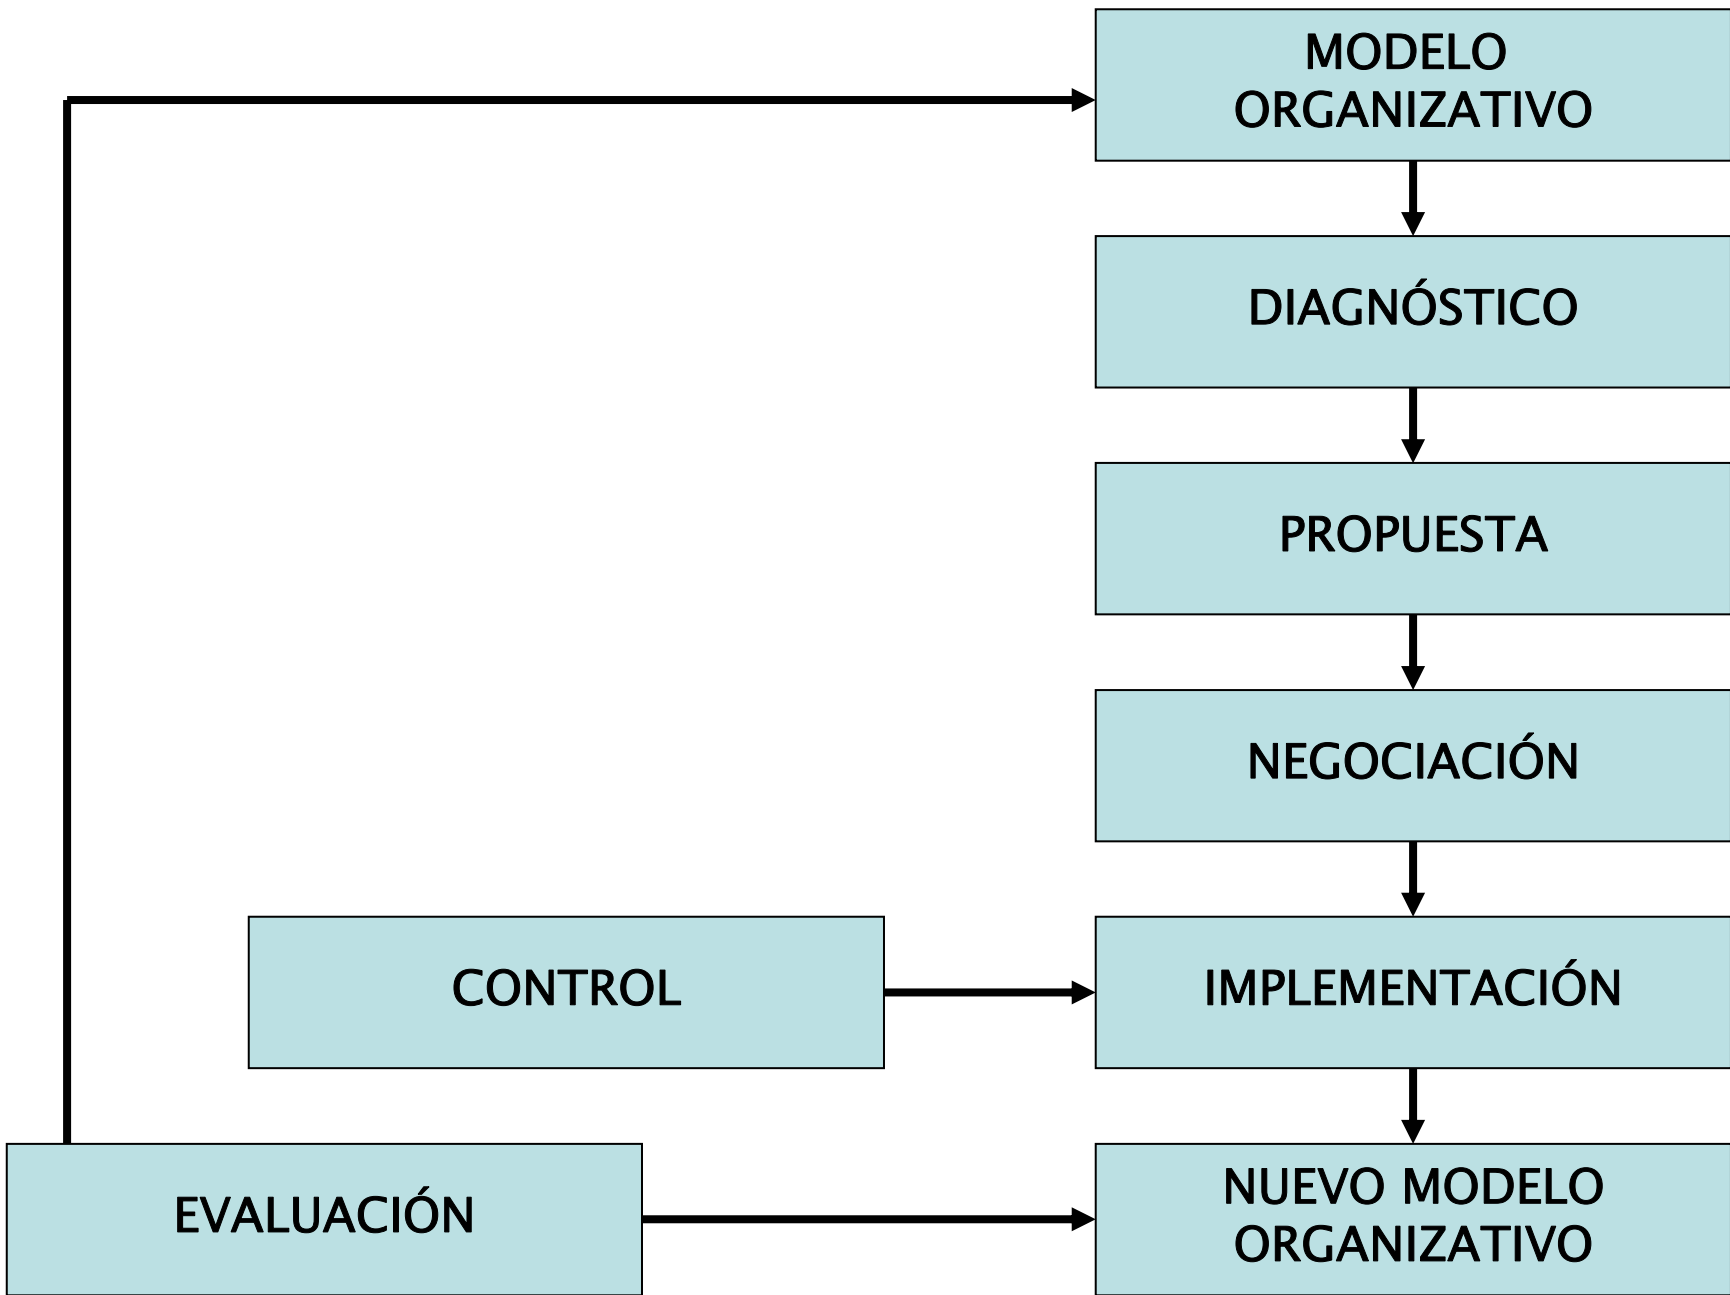 MODELO
ORGANIZATIVO
DIAGNÓSTICO
PROPUESTA
NEGOCIACIÓN
CONTROL
IMPLEMENTACIÓN
EVALUACIÓN
NUEVO MODELO
ORGANIZATIVO